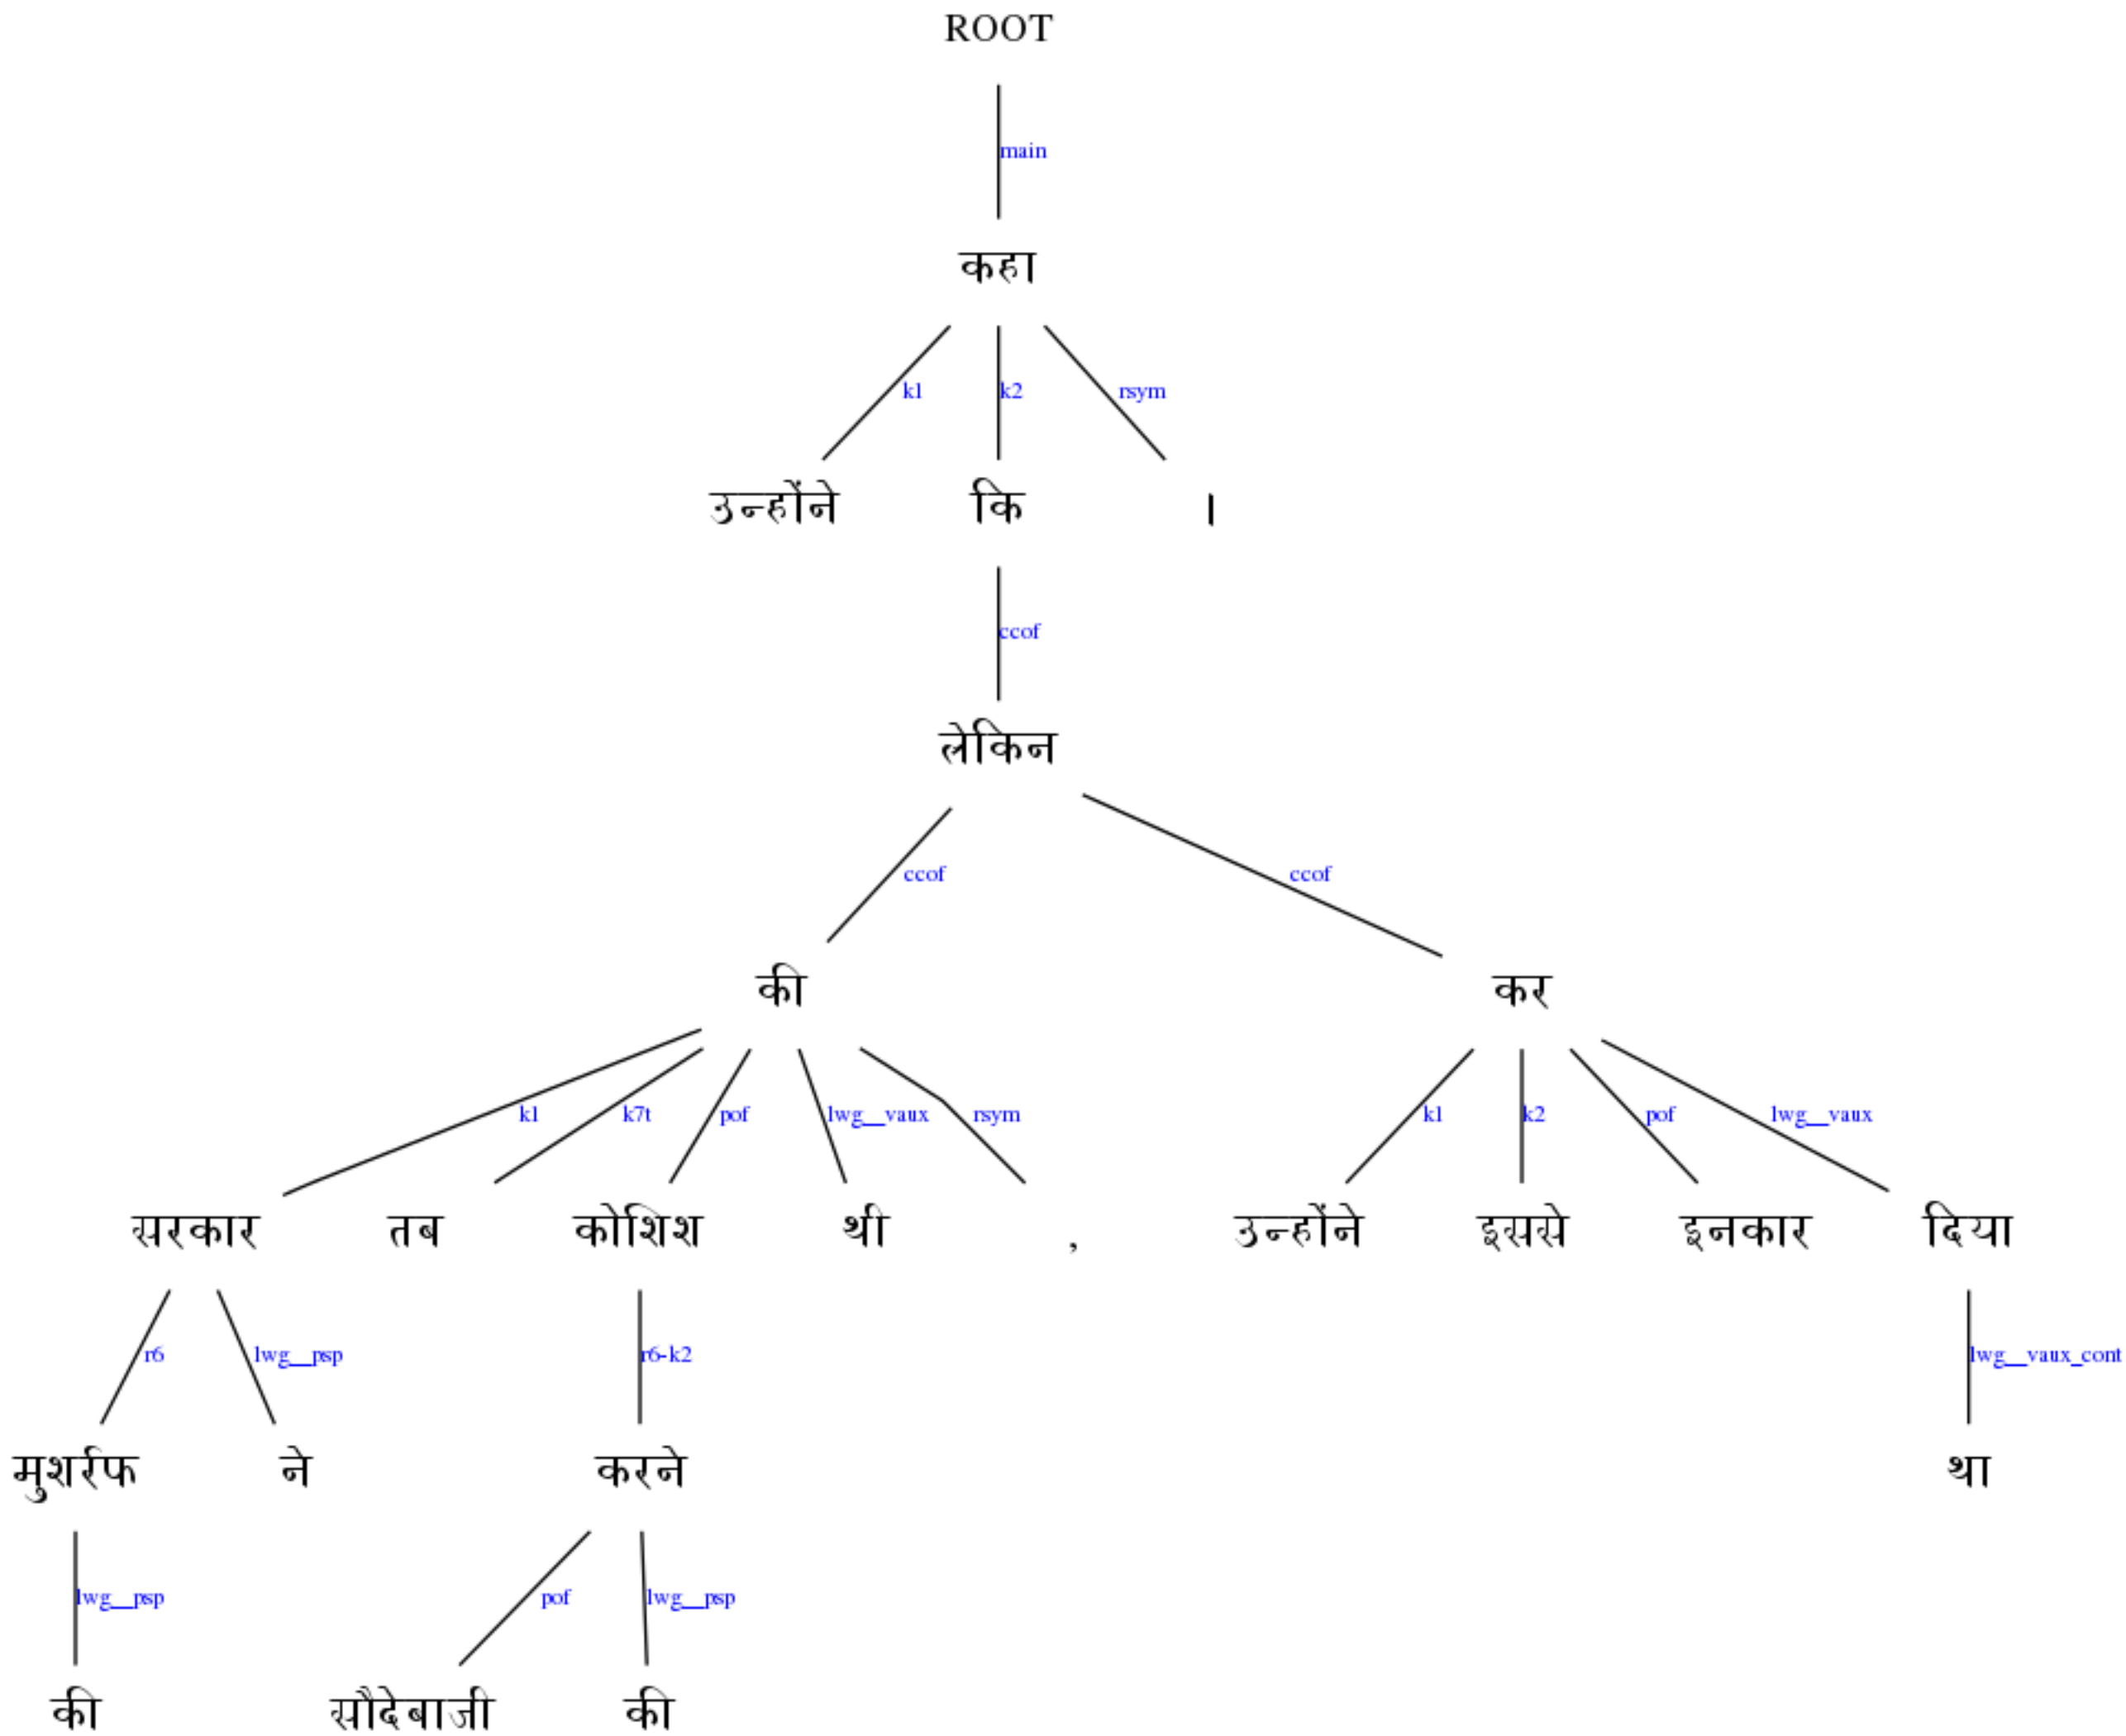 ROOT
main
कहा
k1 k2 rsym
उन्होंने कि ।
ccof
लेकिन
ccof ccof
की कर
k1 k7t pof lwg__vaux rsym k1 k2 pof lwg__vaux
सरकार तब कोशिश थी , उन्होंने इससे इनकार दिया
r6 lwg__psp r6-k2 lwg__vaux_cont
मुशर्रफ ने करने था
lwg__psp pof lwg__psp
की सौदेबाजी की